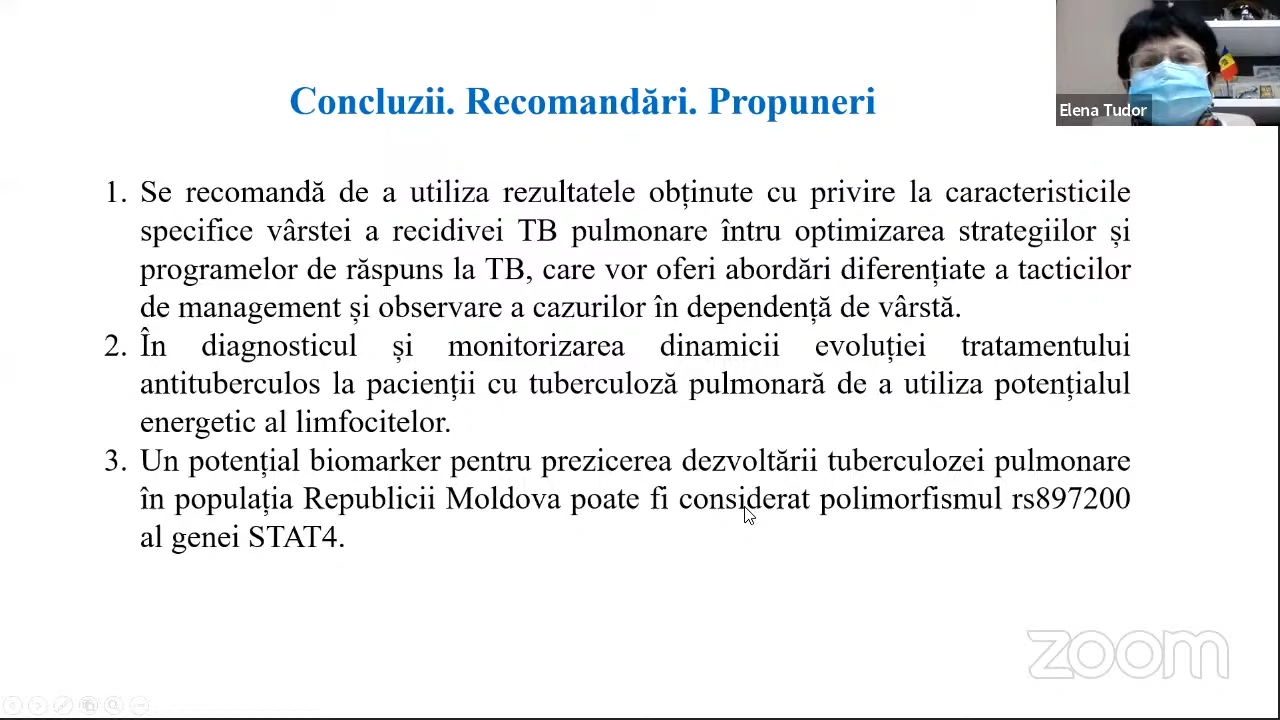 Concluzii. Recomandări. Propuneri
Elena Tudor
1. Se recomandă de a utiliza rezultatele obținute cu privire la caracteristicile
specifice vârstei a recidivei TB pulmonare întru optimizarea strategiilor și
programelor de răspuns la TB, care vor oferi abordări diferențiate a tacticilor
de management și observare a cazurilor în dependență de vârstă.
2. În diagnosticul și monitorizarea dinamicii evoluției tratamentului
antituberculos la pacienții cu tuberculoză pulmonară de a utiliza potențialul
energetic al limfocitelor.
3. Un potențial biomarker pentru prezicerea dezvoltării tuberculozei pulmonare
în populația Republicii Moldova poate fi considerat polimorfismul rs897200
al genei STAT4.
zoom